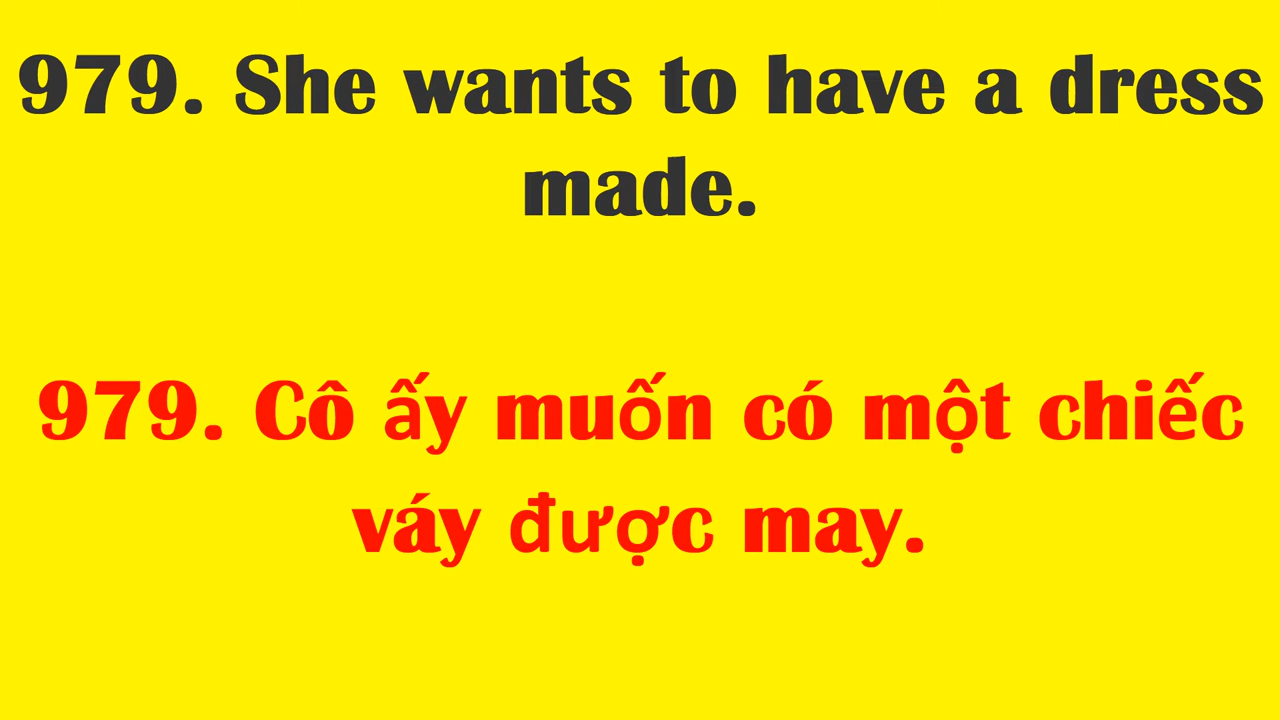 979. She wants to have a dress
made.
979. Cô ấy muốn có một chiếc
váy được may.